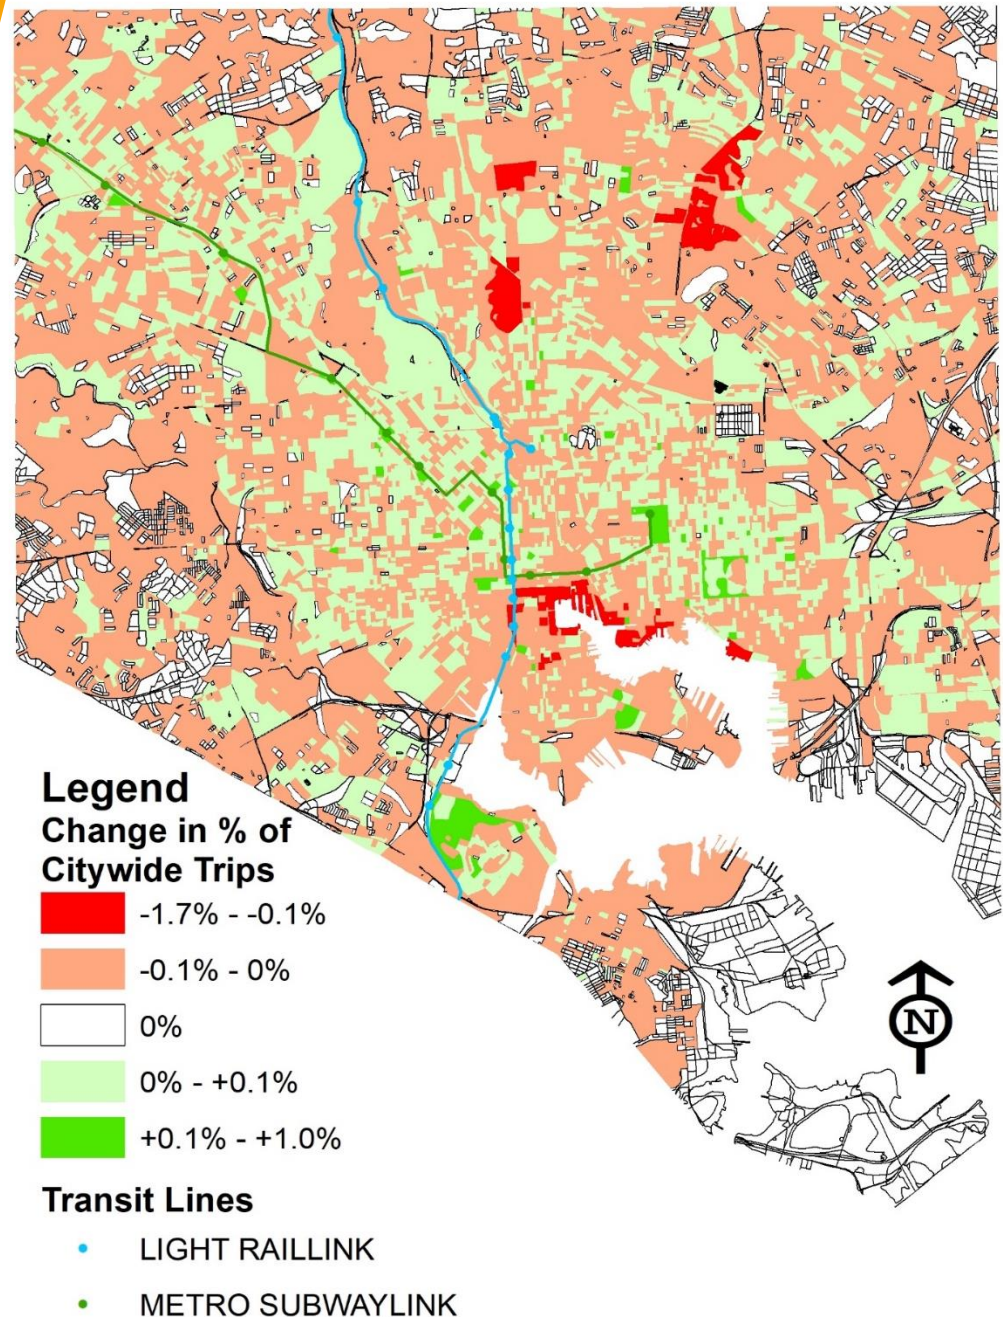 4
Legend
Change in % of
Citywide Trips
-1.7% - -0.1%
-0.1% - 0%
0%
0% - +0.1%
+0.1% - +1.0%
N
Transit Lines
LIGHT RAILLINK
METRO SUBWAYLINK